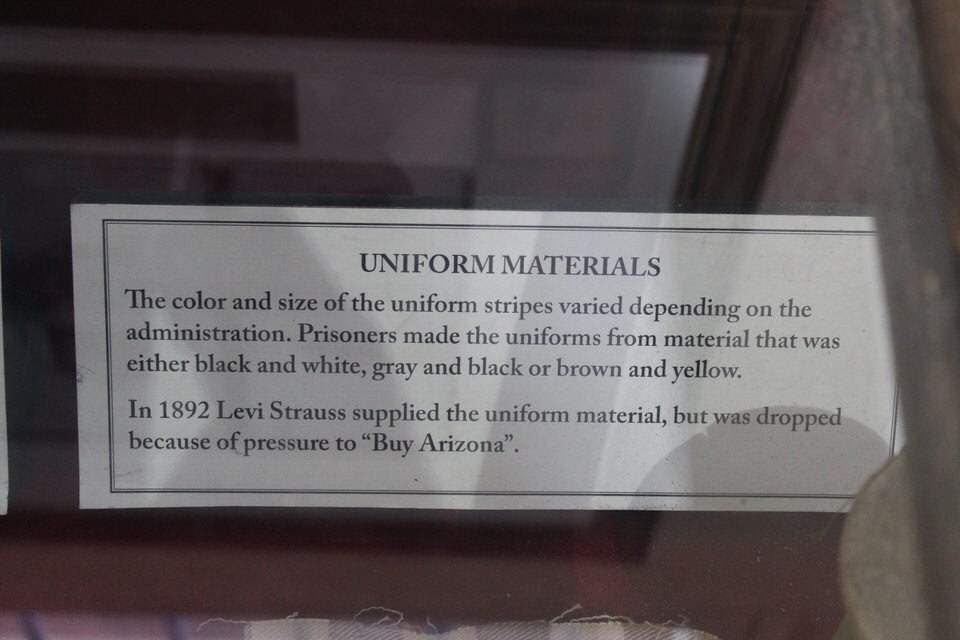 UNIFORM MATERIALS
The color and size of the uniform stripes varied depending on the
administration. Prisoners made the uniforms from material that was
either black and white, gray and black or brown and yellow.
In 1892 Levi Strauss supplied the uniform material, but was dropped
because of pressure to “Buy Arizona”.